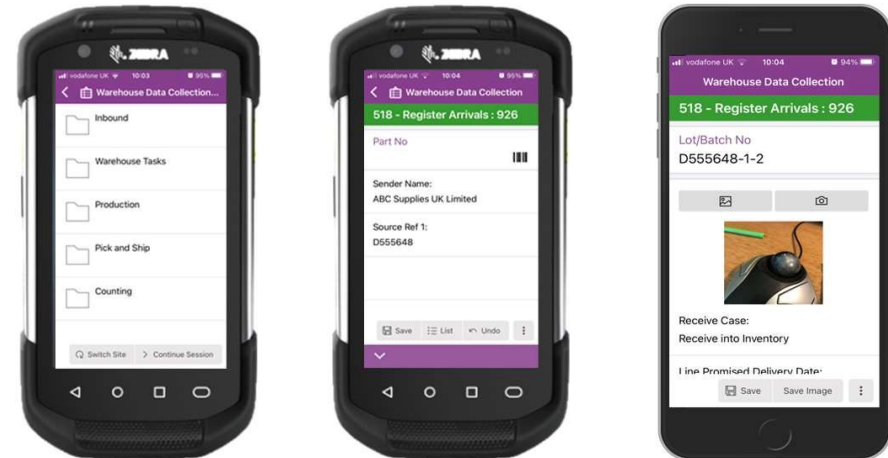 ZEBRA
vodafone UK 10:03 95%
Warehouse Data Collection...
Inbound
Warehouse Tasks
Production
Pick and Ship
Counting
Switch Site
Continue Session
ZEBRA
vodafone UK 10:04 95%
Warehouse Data Collection
518 - Register Arrivals : 926
Part No
Sender Name:
ABC Supplies UK Limited
Source Ref 1:
D555648
Save
List
Undo
vodafone UK 10:04 94%
Warehouse Data Collection
518 - Register Arrivals : 926
Lot/Batch No
D555648-1-2
Receive Case:
Receive into Inventory
Line Promised Delivery Date:
Save
Save Image